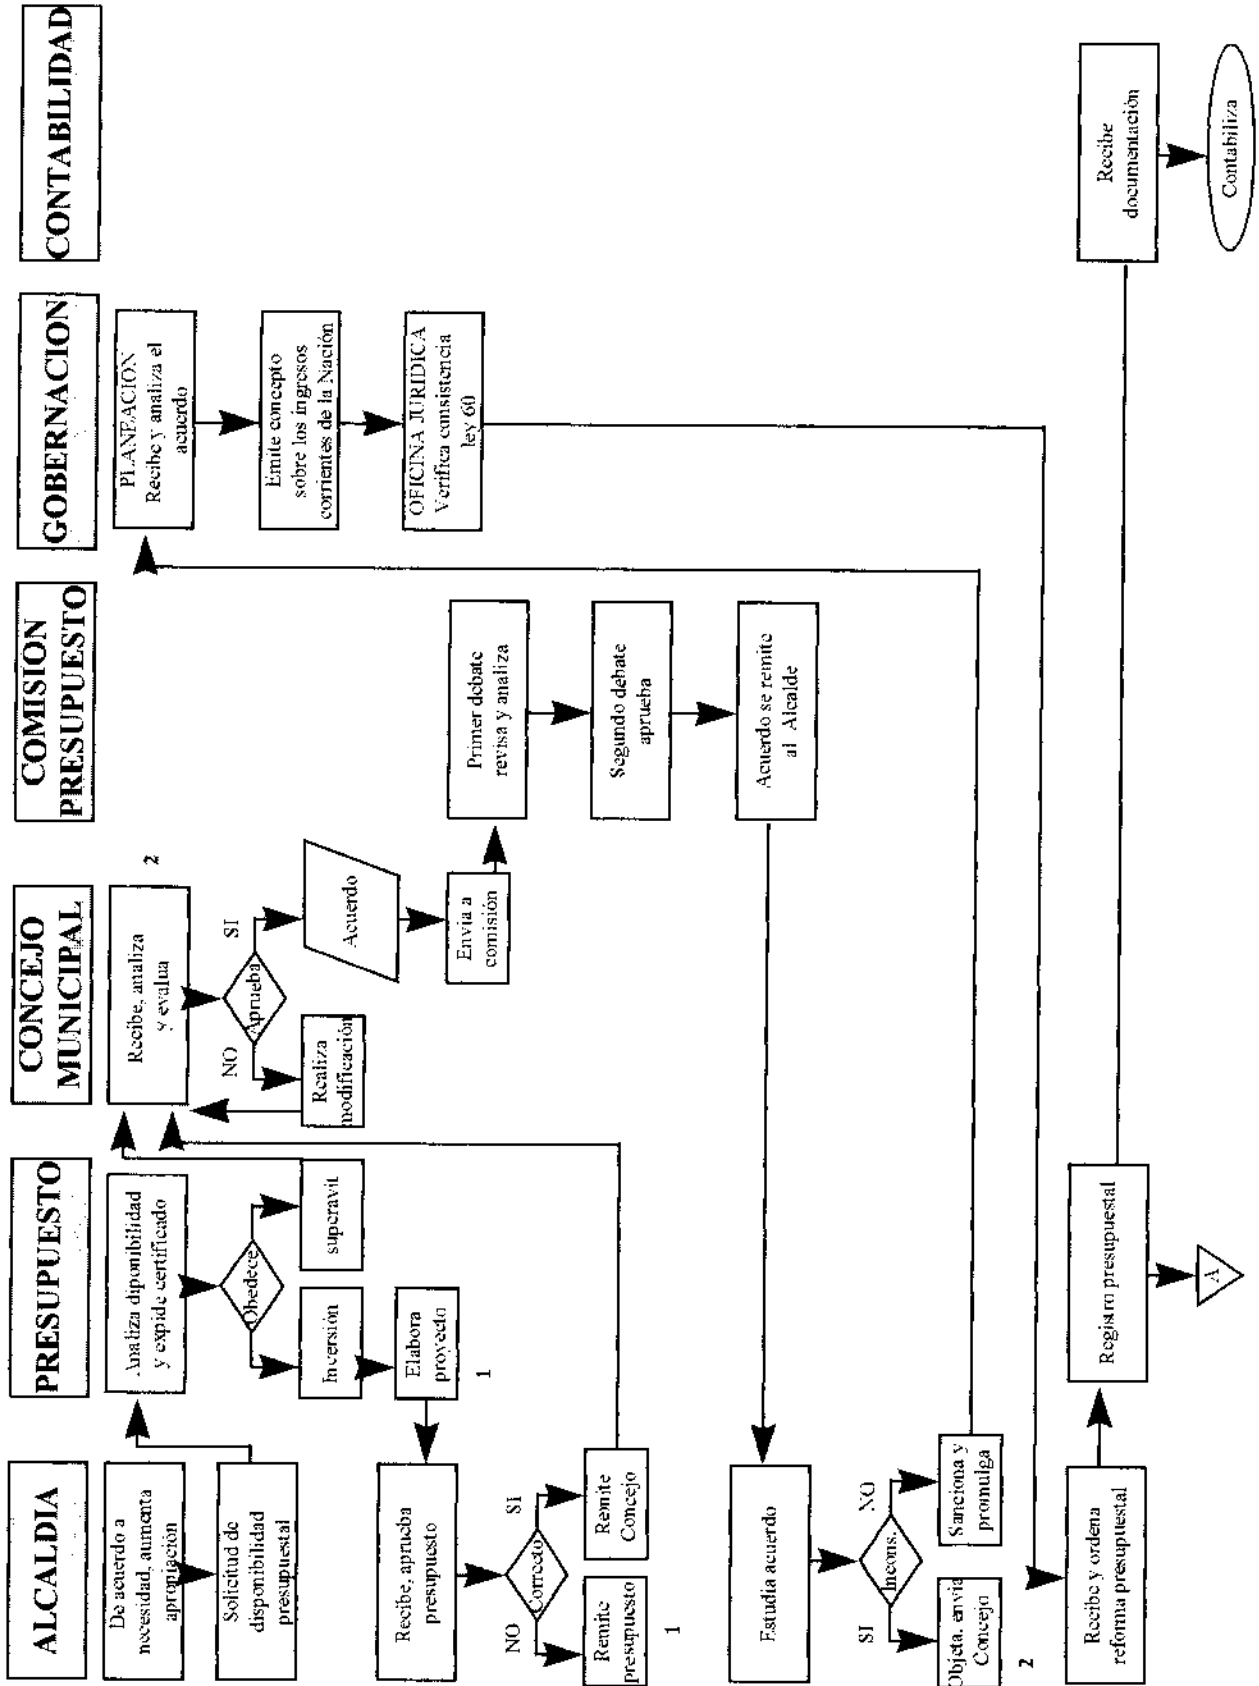 ALCALDIA
PRESUPUESTO
CONCEJO
MUNICIPAL
COMISION
PRESUPUESTO
GOBERNACION
CONTABILIDAD
De acuerdo a
necesidad, aumenta
apropiación
Solicitud de
disponibilidad
presupuestal
Analiza diponibilidad
y expide certificado
Obedece
Inversión
superavit
Elabora
proyecto
1
Recibe, aprueba
presupuesto
Correcto
NO
SI
Remite
presupuesto
1
Remite
Concejo
Recibe, analiza
y evalua
2
Aprueba
NO
SI
Realiza
modificación
Acuerdo
Envia a
comisión
Primer debate
revisa y analiza
Segundo debate
aprueba
Acuerdo se remite
al Alcalde
Estudia acuerdo
Incons.
SI
NO
Objeta. envia
Concejo
2
Sanciona y
promulga
PLANEACION
Recibe y analiza el
acuerdo
Emite concepto
sobre los ingresos
corrientes de la Nación
OFICINA JURIDICA
Verifica consistencia
ley 60
Recibe y ordena
reforma presupuestal
Registro presupuestal
A
Recibe
documentación
Contabiliza